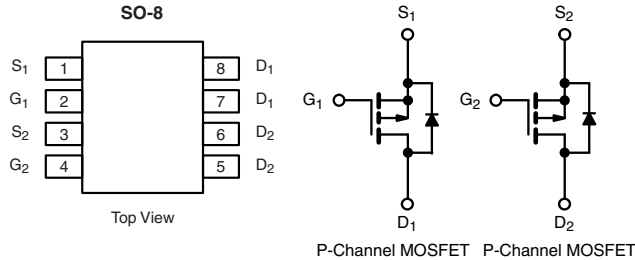 SO-8
S1 1 8 D1
G1 2 7 D1
S2 3 6 D2
G2 4 5 D2
Top View
S1
G1
D1
P-Channel MOSFET
S2
G2
D2
P-Channel MOSFET